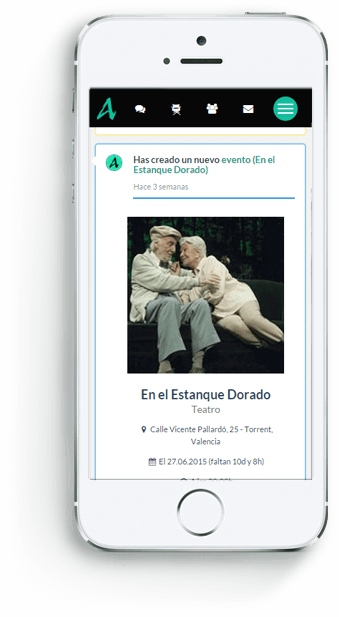 Has creado un nuevo evento (En el
Estanque Dorado)
Hace 3 semanas
En el Estanque Dorado
Teatro
Calle Vicente Pallardó, 25 - Torrent,
Valencia
El 27.06.2015 (faltan 10d y 8h)